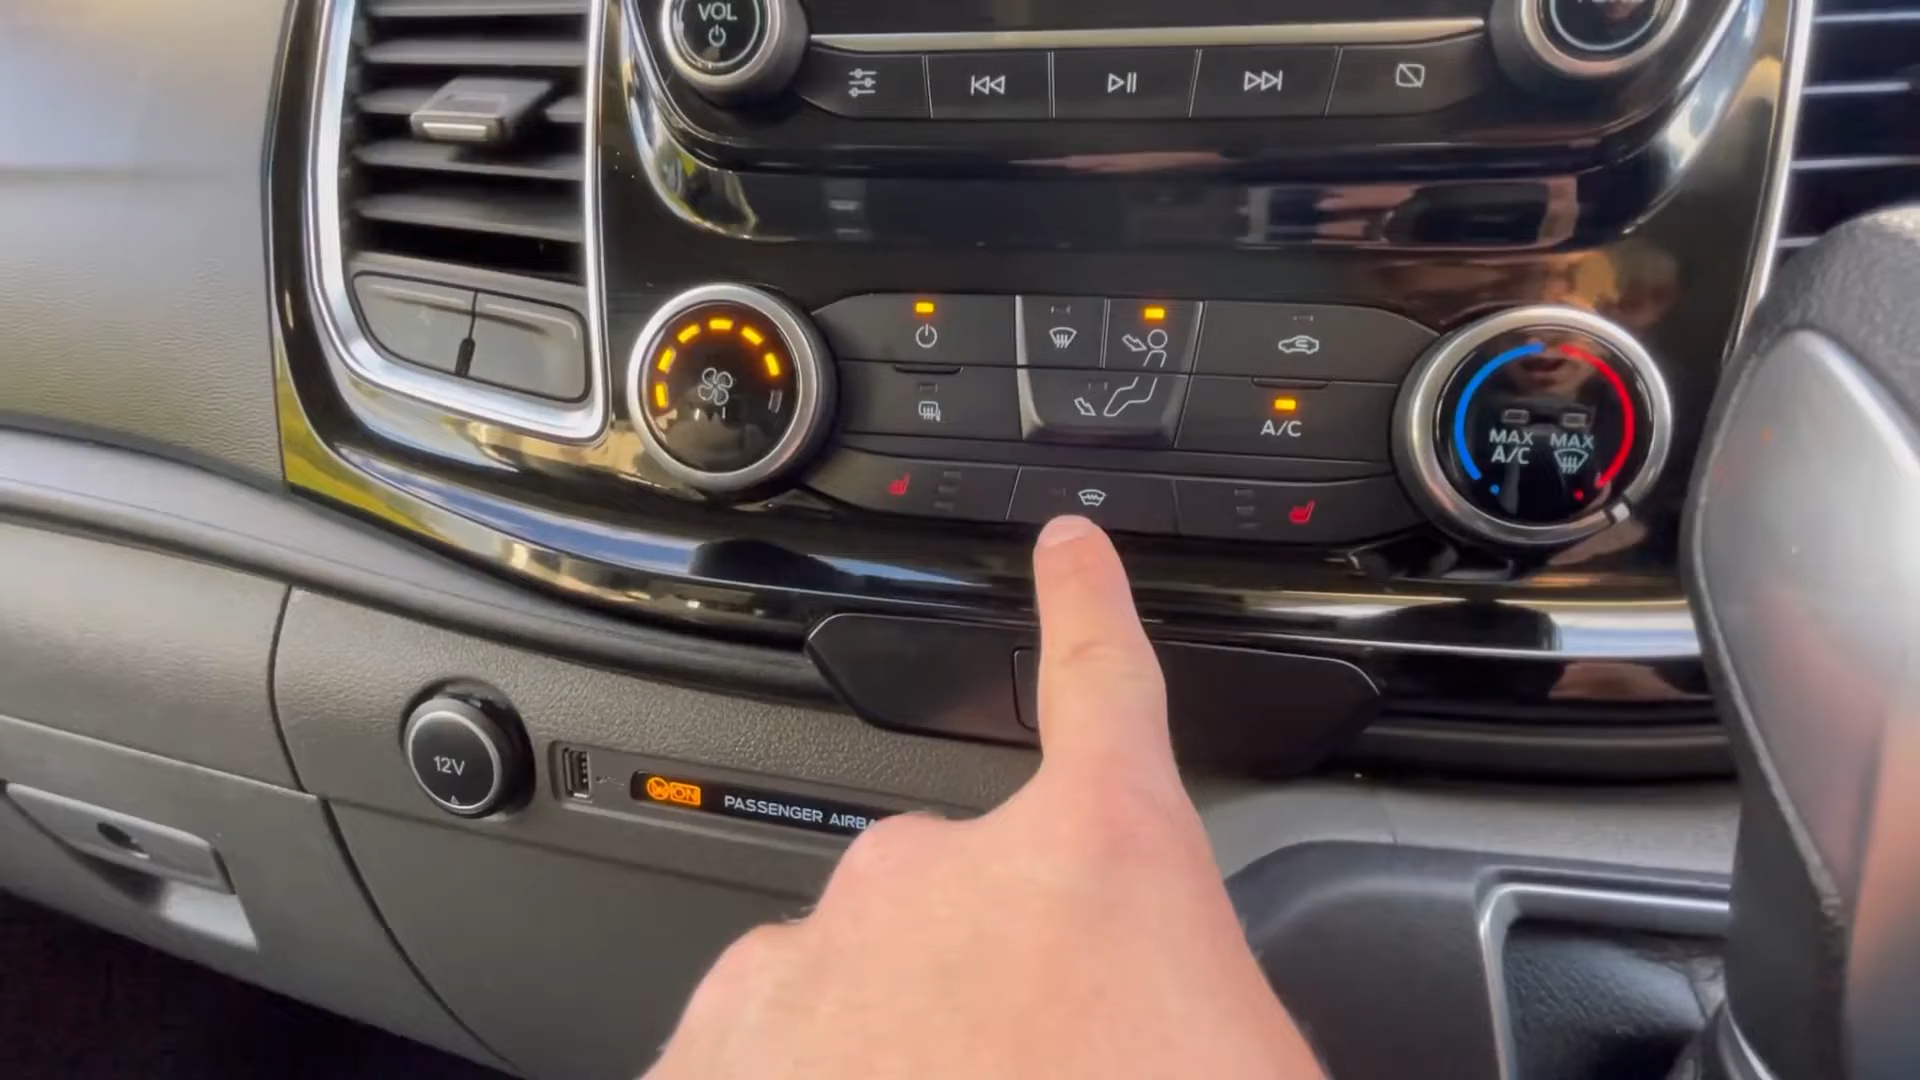 VOL
A/C
MAX MAX
A/C
12V
ON
PASSENGER AIRBA